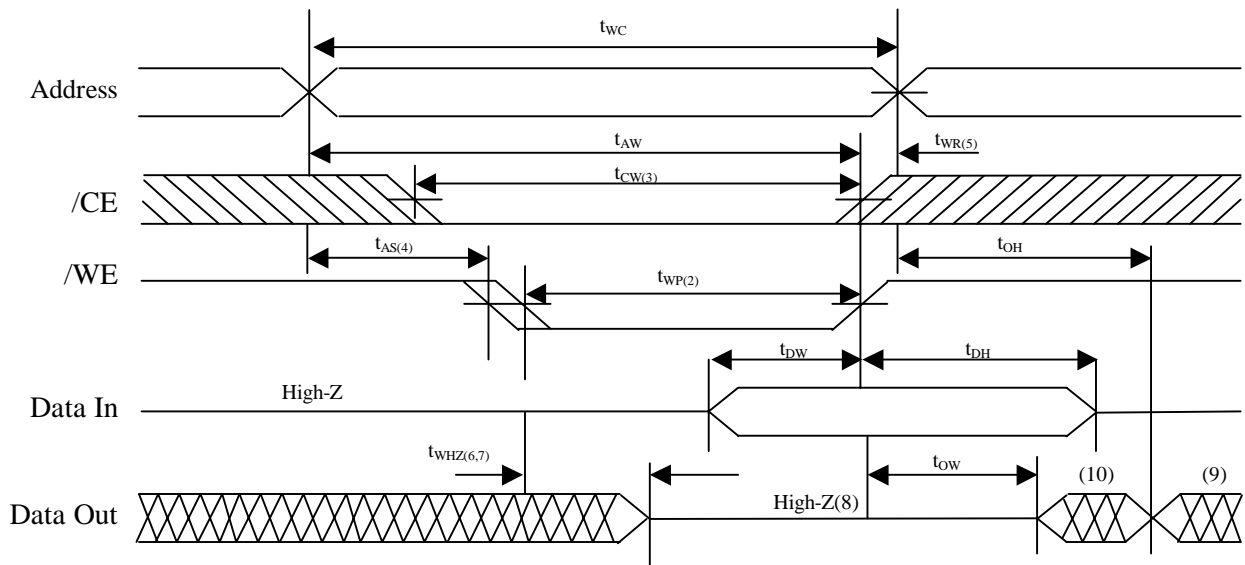 tWC
Address
tAW
tWR(5)
tCW(3)
/CE
tAS(4)
tOH
/WE
tWP(2)
tDW
tDH
High-Z
Data In
tWHZ(6,7)
tOW
(10)
(9)
High-Z(8)
Data Out